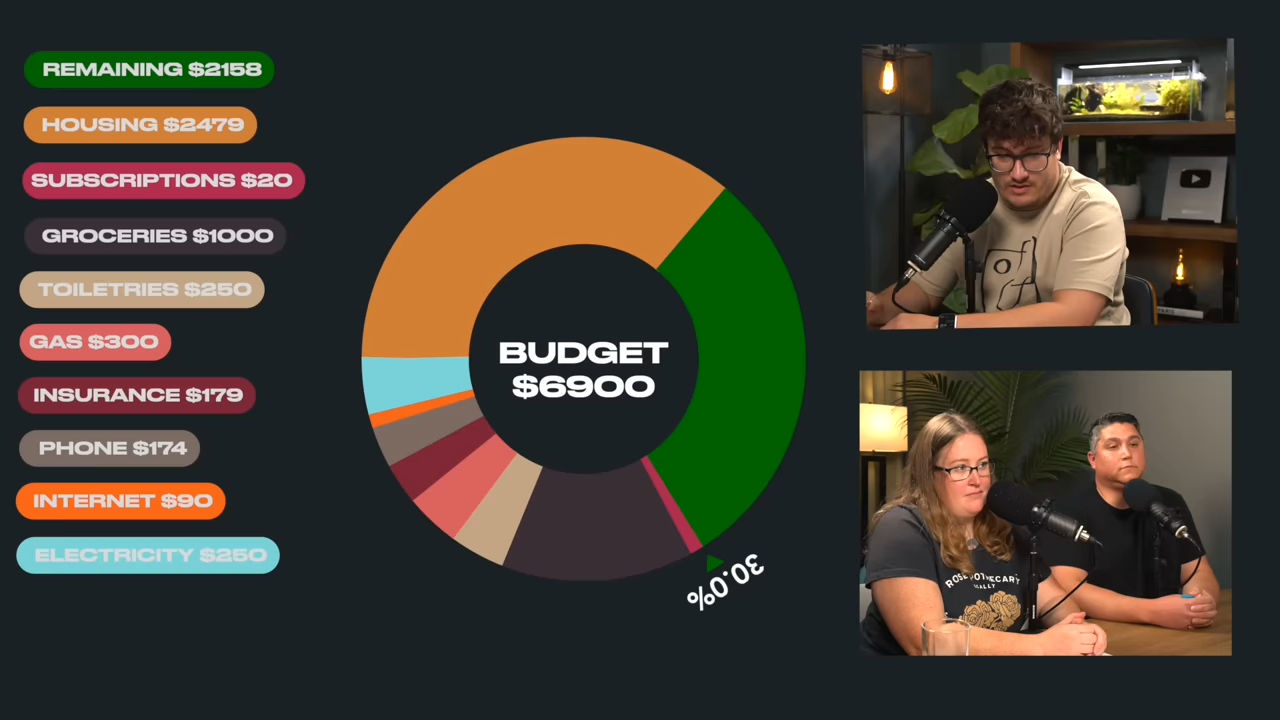 REMAINING $2158
HOUSING $2479
SUBSCRIPTIONS $20
GROCERIES $1000
TOILETRIES $250
GAS $300
INSURANCE $179
PHONE $174
INTERNET $90
ELECTRICITY $250
BUDGET
$6900
30.0%
of